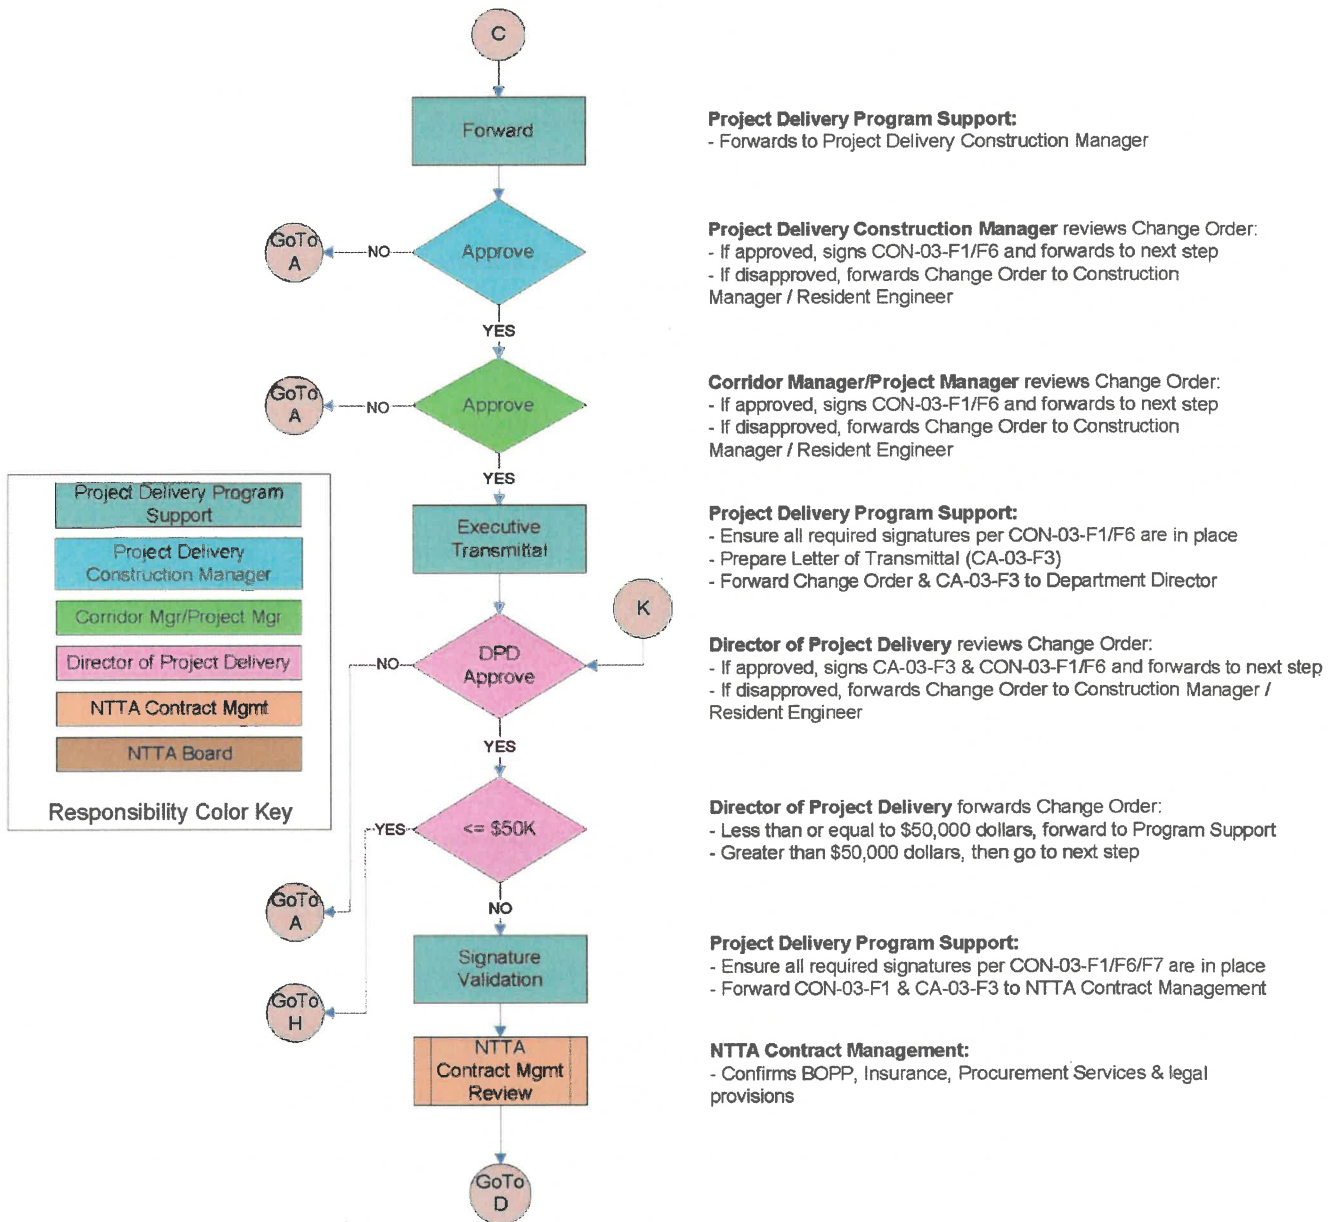 C
Forward
Project Delivery Program Support:
- Forwards to Project Delivery Construction Manager
GoTo
A
NO
Approve
Project Delivery Construction Manager reviews Change Order:
- If approved, signs CON-03-F1/F6 and forwards to next step
- If disapproved, forwards Change Order to Construction
Manager / Resident Engineer
YES
GoTo
A
NO
Approve
Corridor Manager/Project Manager reviews Change Order:
- If approved, signs CON-03-F1/F6 and forwards to next step
- If disapproved, forwards Change Order to Construction
Manager / Resident Engineer
YES
Project Delivery Program
Support
Project Delivery
Construction Manager
Corridor Mgr/Project Mgr
Director of Project Delivery
NTTA Contract Mgmt
NTTA Board
Responsibility Color Key
Executive
Transmittal
Project Delivery Program Support:
- Ensure all required signatures per CON-03-F1/F6 are in place
- Prepare Letter of Transmittal (CA-03-F3)
- Forward Change Order & CA-03-F3 to Department Director
K
NO
DPD
Approve
Director of Project Delivery reviews Change Order:
- If approved, signs CA-03-F3 & CON-03-F1/F6 and forwards to next step
- If disapproved, forwards Change Order to Construction Manager /
Resident Engineer
YES
YES
<= $50K
Director of Project Delivery forwards Change Order:
- Less than or equal to $50,000 dollars, forward to Program Support
- Greater than $50,000 dollars, then go to next step
GoTo
A
NO
Signature
Validation
Project Delivery Program Support:
- Ensure all required signatures per CON-03-F1/F6/F7 are in place
- Forward CON-03-F1 & CA-03-F3 to NTTA Contract Management
GoTo
H
NTTA
Contract Mgmt
Review
NTTA Contract Management:
- Confirms BOPP, Insurance, Procurement Services & legal
provisions
GoTo
D